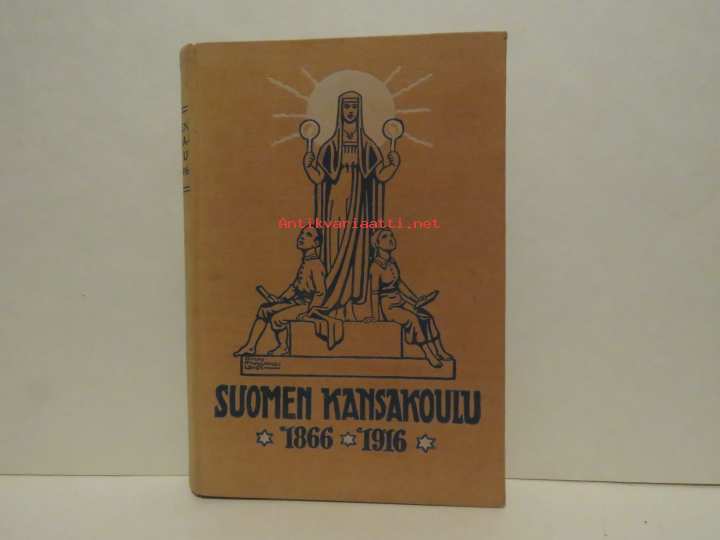 Antikvariaatti.net
SUOMEN KANSAKOULU
1866 1916